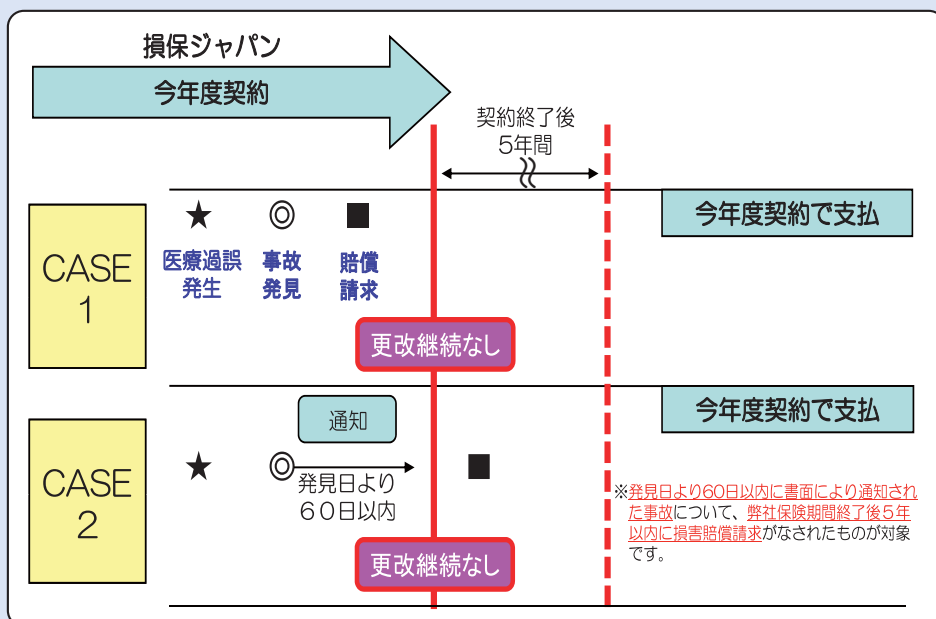 損保ジャパン
今年度契約
契約終了後
5年間
CASE
1
医療過誤
発生
事故
発見
賠償
請求
今年度契約で支払
更改継続なし
CASE
2
通知
発見日より
60日以内
今年度契約で支払
※発見日より60日以内に書面により通知され
た事故について、弊社保険期間終了後5年
以内に損害賠償請求がなされたものが対象
です。
更改継続なし